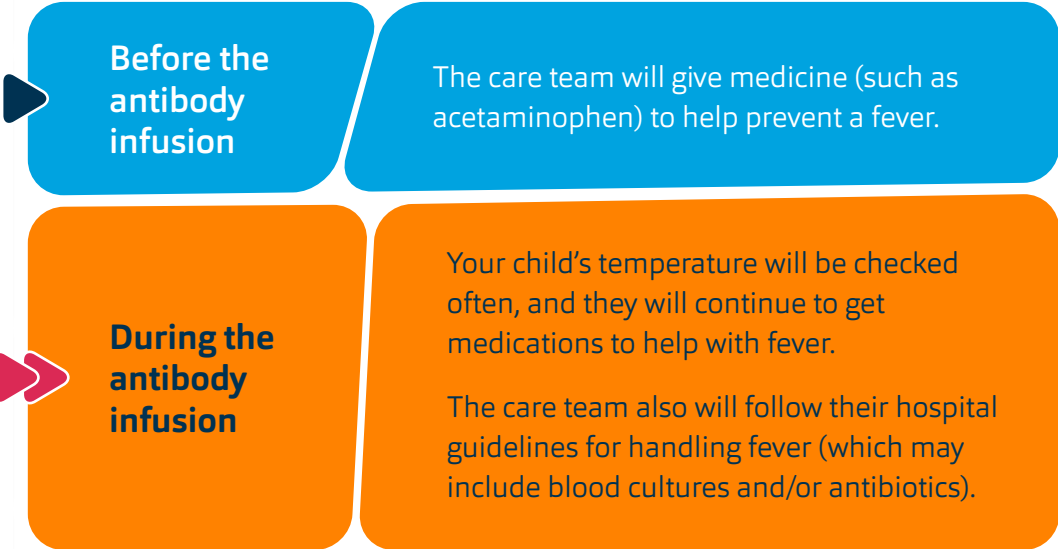 Before the
antibody
infusion
The care team will give medicine (such as
acetaminophen) to help prevent a fever.
During the
antibody
infusion
Your child’s temperature will be checked
often, and they will continue to get
medications to help with fever.
The care team also will follow their hospital
guidelines for handling fever (which may
include blood cultures and/or antibiotics).